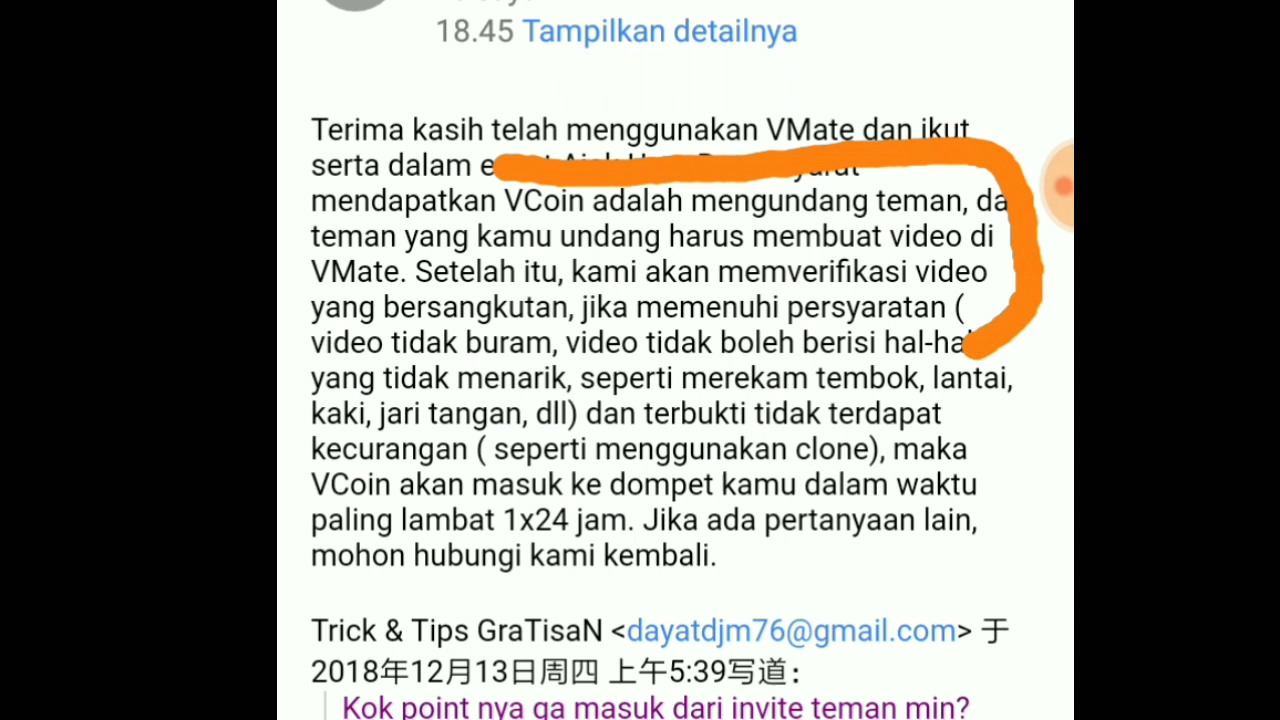 18.45 Tampilkan detailnya
Terima kasih telah menggunakan VMate dan ikut
serta dalam
mendapatkan VCoin adalah mengundang teman,
teman yang kamu undang harus membuat video di
VMate. Setelah itu, kami akan memverifikasi video
yang bersangkutan, jika memenuhi persyaratan (
video tidak buram, video tidak boleh berisi
yang tidak menarik, seperti merekam tembok, lantai,
kaki, jari tangan, dll) dan terbukti tidak terdapat
kecurangan ( seperti menggunakan clone), maka
VCoin akan masuk ke dompet kamu dalam waktu
paling lambat 1x24 jam. Jika ada pertanyaan lain,
mohon hubungi kami kembali.
Trick & Tips GraTisaN <dayatdjm76@gmail.com> 于
2018年12月13日周四 上午5:39写道：
Kok point nya ga masuk dari invite teman min?